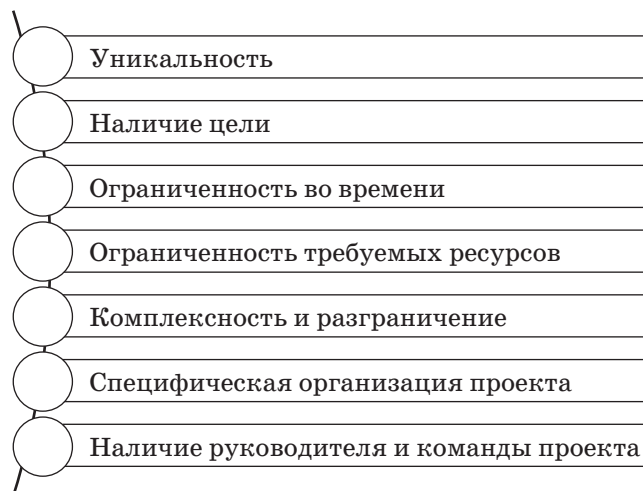 Уникальность
Наличие цели
Ограниченность во времени
Ограниченность требуемых ресурсов
Комплексность и разграничение
Специфическая организация проекта
Наличие руководителя и команды проекта